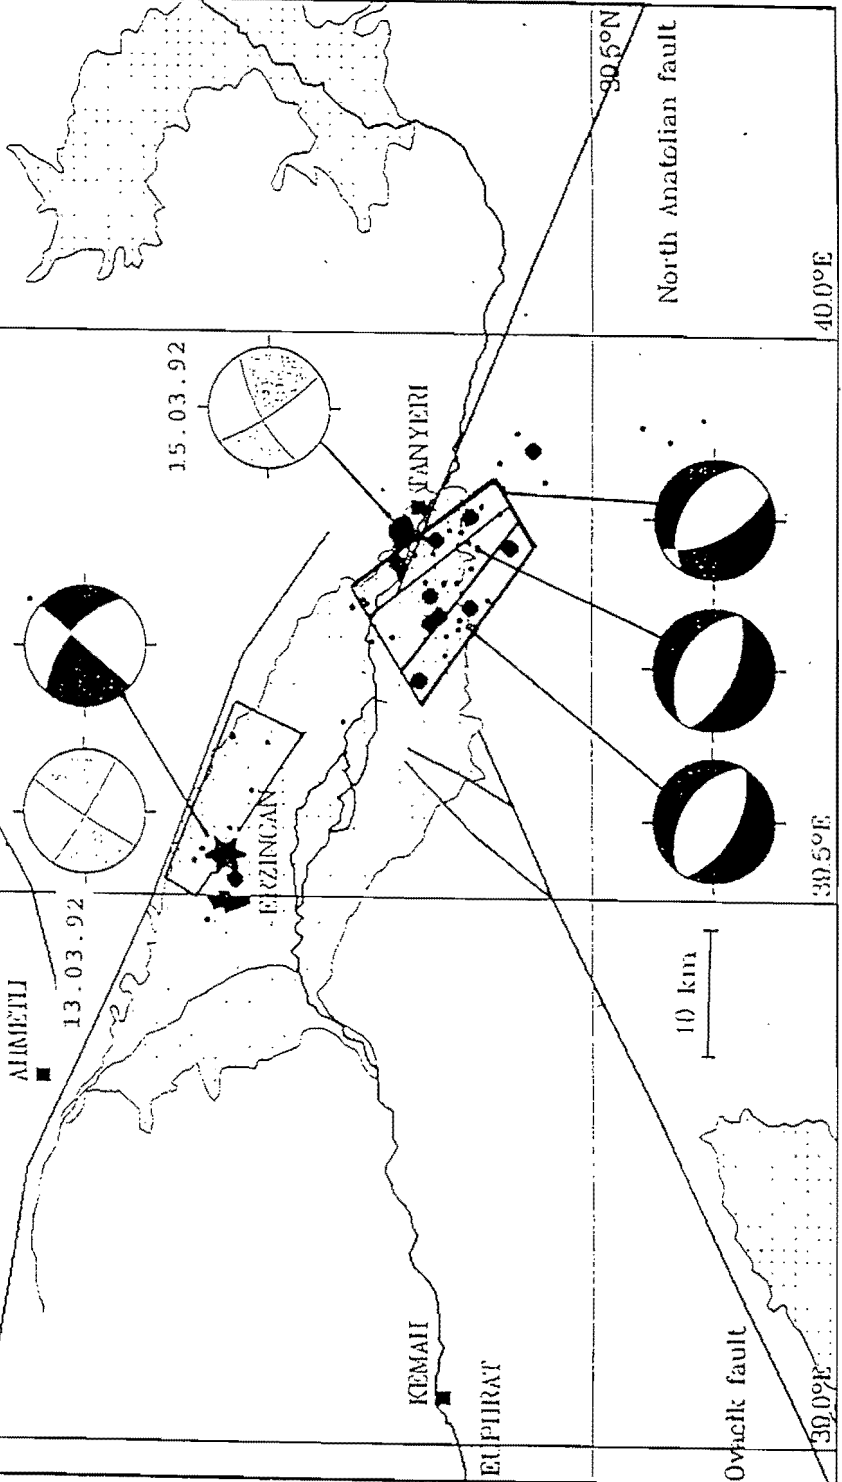 AHMETLI
13.03.92
15.03.92
ERZINCAN
KEMAH
TANYERI
EUPHRAT
39.5°N
North Anatolian fault
10 km
Ovacık fault
39.0°E
39.5°E
40.0°E